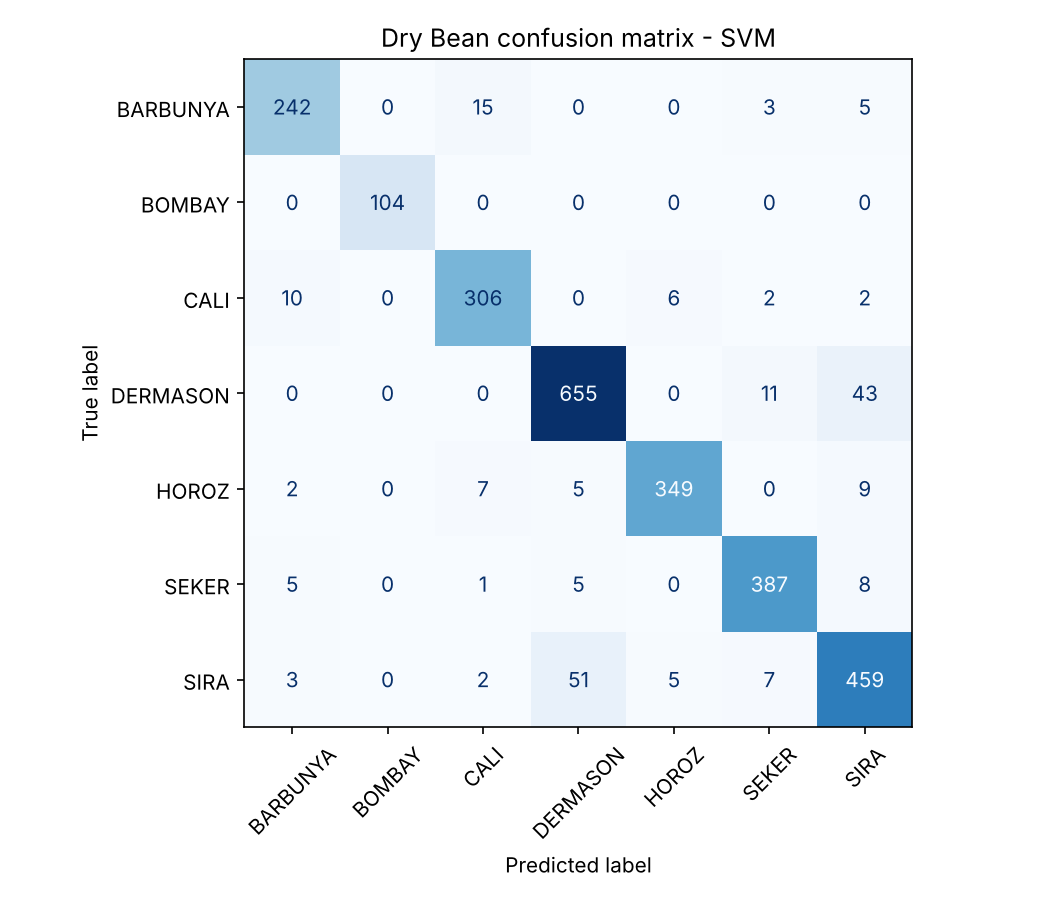 Dry Bean confusion matrix - SVM
BARBUNYA 242 0 15 0 0 3 5
BOMBAY 0 104 0 0 0 0 0
CALI 10 0 306 0 6 2 2
DERMASON 0 0 0 655 0 11 43
HOROZ 2 0 7 5 349 0 9
SEKER 5 0 1 5 0 387 8
SIRA 3 0 2 51 5 7 459
True label
BARBUNYA BOMBAY CALI DERMASON HOROZ SEKER SIRA
Predicted label